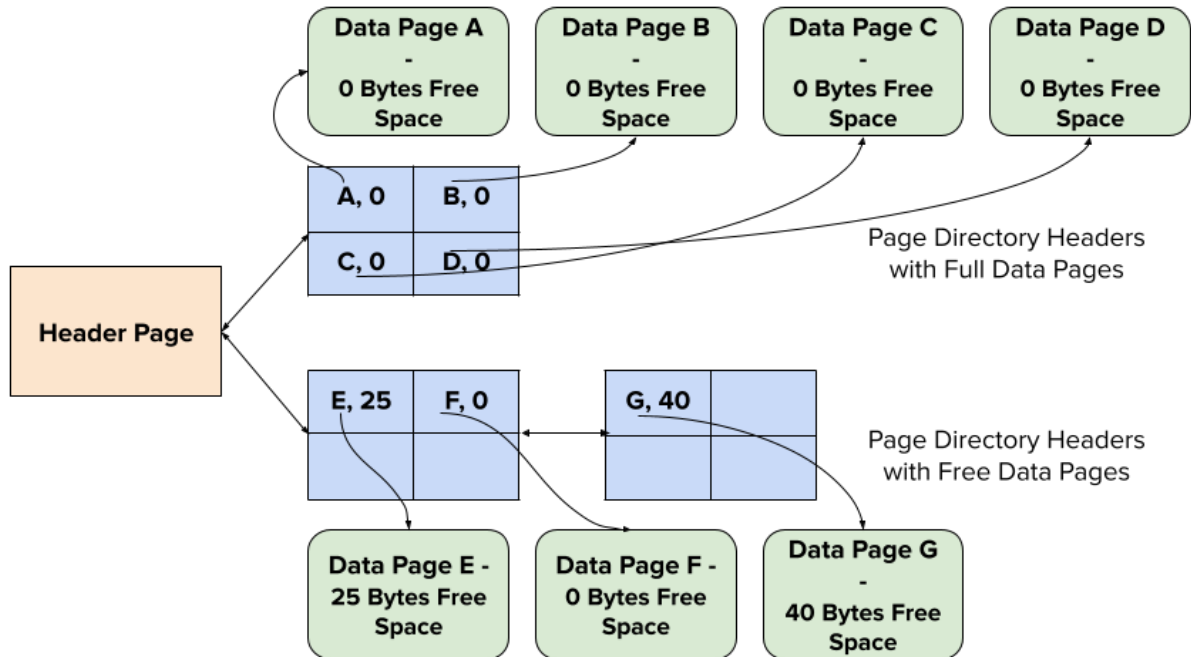 Data Page A
-
0 Bytes Free
Space
Data Page B
-
0 Bytes Free
Space
Data Page C
-
0 Bytes Free
Space
Data Page D
-
0 Bytes Free
Space
A, 0
B, 0
C, 0
D, 0
Page Directory Headers
with Full Data Pages
Header Page
E, 25
F, 0
G, 40
Page Directory Headers
with Free Data Pages
Data Page E -
25 Bytes Free
Space
Data Page F -
0 Bytes Free
Space
Data Page G
-
40 Bytes Free
Space